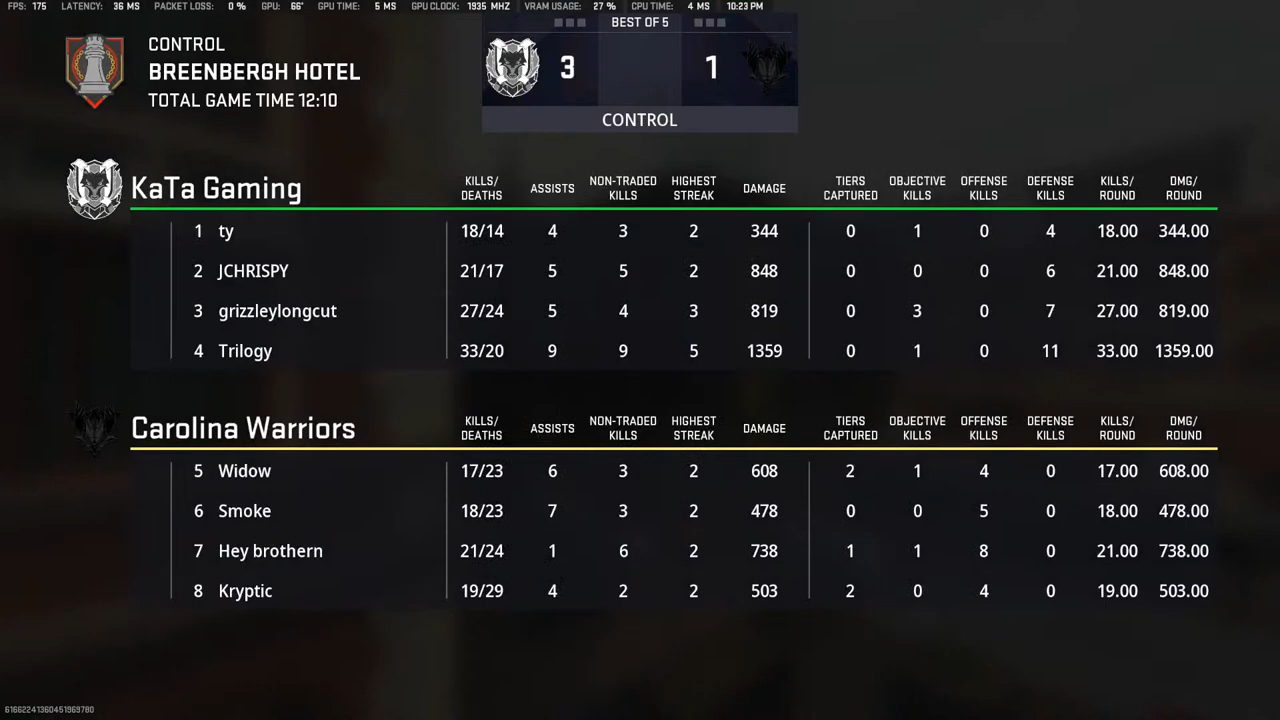 FPS: 175 LATENCY: 36 MS PACKET LOSS: 0 % GPU: 66° GPU TIME: 5 MS GPU CLOCK: 1935 MHZ VRAM USAGE: 27 % CPU TIME: 4 MS 10:23 PM
BEST OF 5
CONTROL
BREENBERGH HOTEL
TOTAL GAME TIME 12:10
3 1
CONTROL
KaTa Gaming
KILLS/ DEATHS ASSISTS NON-TRADED KILLS HIGHEST STREAK DAMAGE TIERS CAPTURED OBJECTIVE KILLS OFFENSE KILLS DEFENSE KILLS KILLS/ ROUND DMG/ ROUND
1 ty 18/14 4 3 2 344 0 1 0 4 18.00 344.00
2 JCHRISPY 21/17 5 5 2 848 0 0 0 6 21.00 848.00
3 grizzleylongcut 27/24 5 4 3 819 0 3 0 7 27.00 819.00
4 Trilogy 33/20 9 9 5 1359 0 1 0 11 33.00 1359.00
Carolina Warriors
KILLS/ DEATHS ASSISTS NON-TRADED KILLS HIGHEST STREAK DAMAGE TIERS CAPTURED OBJECTIVE KILLS OFFENSE KILLS DEFENSE KILLS KILLS/ ROUND DMG/ ROUND
5 Widow 17/23 6 3 2 608 2 1 4 0 17.00 608.00
6 Smoke 18/23 7 3 2 478 0 0 5 0 18.00 478.00
7 Hey brothern 21/24 1 6 2 738 1 1 8 0 21.00 738.00
8 Kryptic 19/29 4 2 2 503 2 0 4 0 19.00 503.00
61662241360451969780